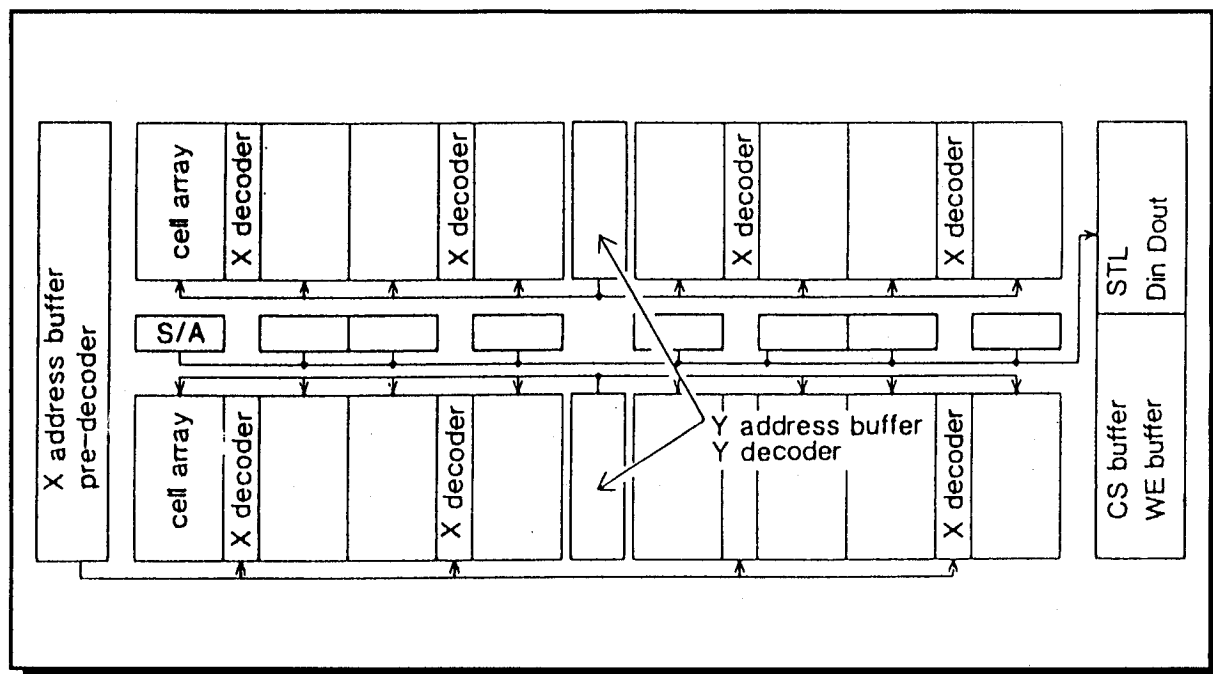 X address buffer
pre-decoder
cell array
X decoder
X decoder
X decoder
X decoder
S/A
cell array
X decoder
X decoder
X decoder
Y address buffer
Y decoder
STL
Din Dout
CS buffer
WE buffer